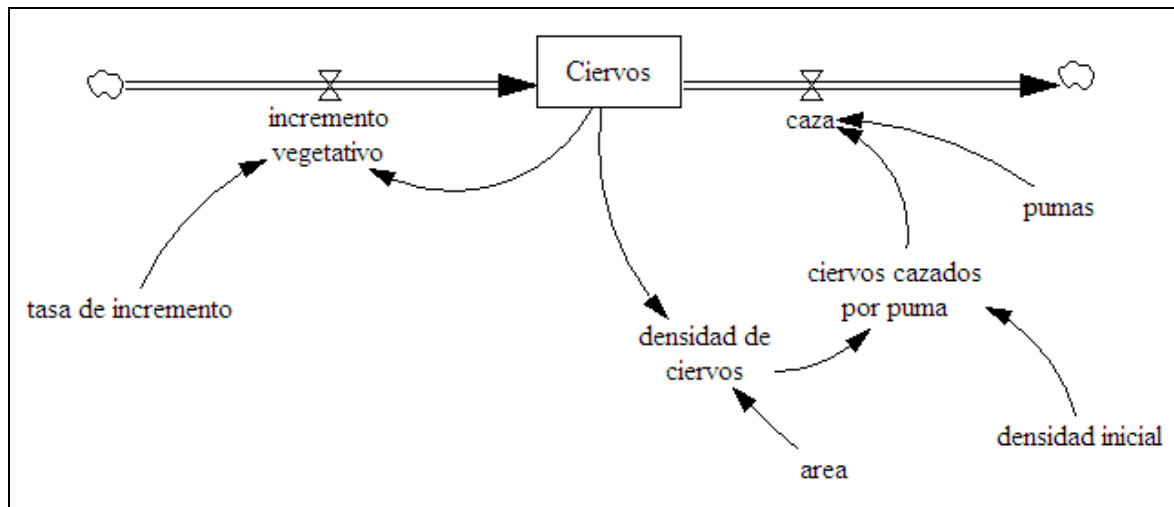 Ciervos
incremento
vegetativo
caza
pumas
tasa de incremento
ciervos cazados
por puma
densidad de
ciervos
densidad inicial
area